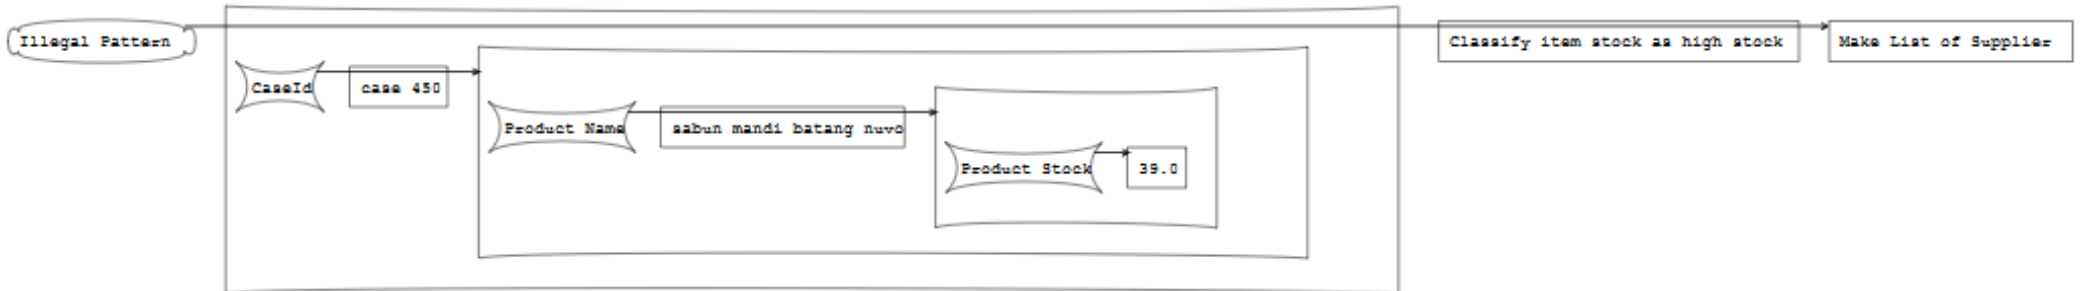 Illegal Pattern
Classify item stock as high stock
Make List of Supplier
CaseId
case 450
Product Name
sabun mandi batang nuvo
Product Stock
39.0